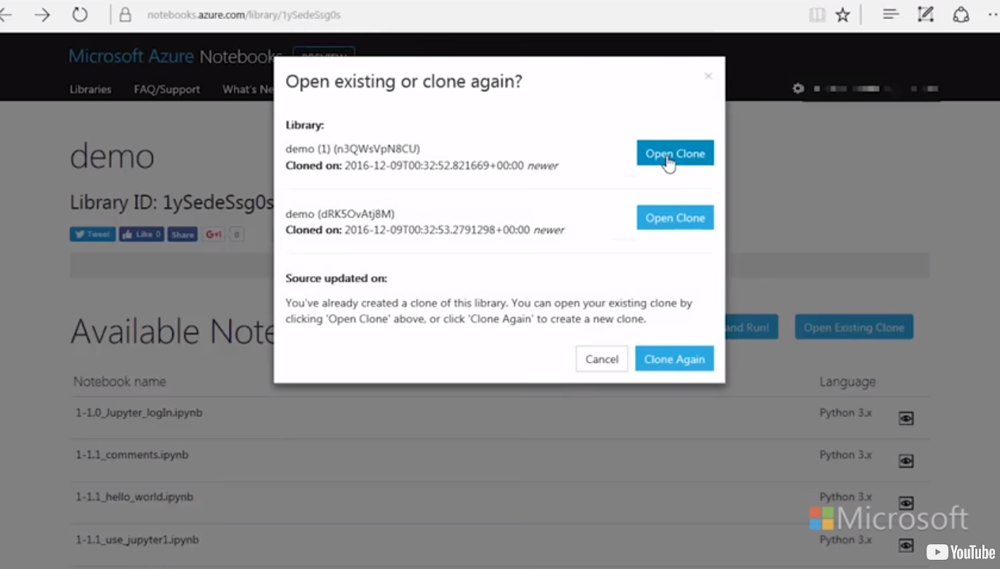 notebooks.azure.com/library/1ySedeSsg0s
Microsoft Azure Notebooks PREVIEW
Libraries FAQ/Support What's Ne
demo
Library ID: 1ySedeSsg0s
Tweet Like 0 Share G+1 0
Open existing or clone again?
×
Library:
demo (1) (n3QWsVpN8CU)
Cloned on: 2016-12-09T00:32:52.821669+00:00 newer
Open Clone
demo (dRK5OvAtj8M)
Cloned on: 2016-12-09T00:32:53.2791298+00:00 newer
Open Clone
Source updated on:
You've already created a clone of this library. You can open your existing clone by
clicking 'Open Clone' above, or click 'Clone Again' to create a new clone.
Cancel Clone Again
Available Note
and Run! Open Existing Clone
Notebook name Language
1-1.0_Jupyter_logIn.ipynb Python 3.x
1-1.1_comments.ipynb Python 3.x
1-1.1_hello_world.ipynb Python 3.x
1-1.1_use_jupyter1.ipynb Python 3.x
Microsoft
YouTube